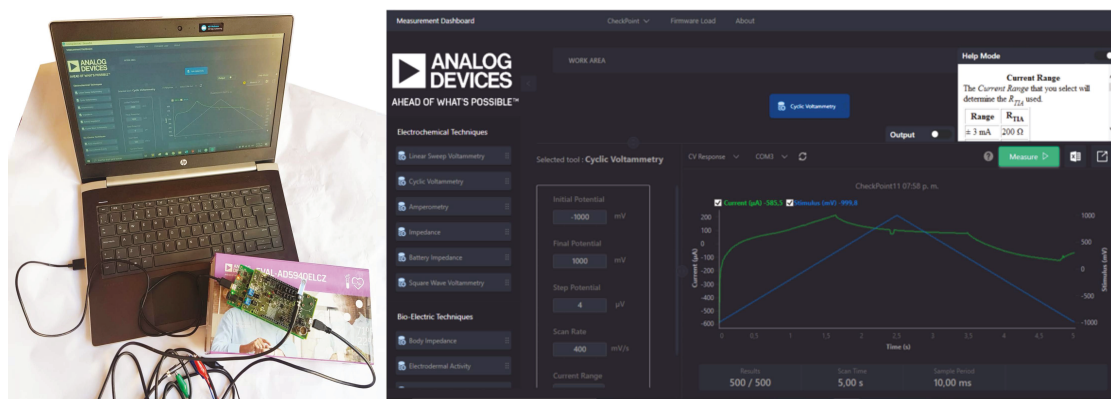 ANALOG
DEVICES
AHEAD OF WHAT'S POSSIBLE
hp
EVAL-AD5940ELCZ
Measurement Dashboard
CheckPoint
Firmware Load
About
ANALOG
DEVICES
AHEAD OF WHAT'S POSSIBLE™
WORK AREA
Cyclic Voltammetry
Help Mode
Current Range
The Current Range that you select will
determine the RTIA used.
Range RTIA
± 3 mA 200 Ω
Output
Electrochemical Techniques
Linear Sweep Voltammetry
Cyclic Voltammetry
Amperometry
Impedance
Battery Impedance
Square Wave Voltammetry
Bio-Electric Techniques
Body Impedance
Electrodermal Activity
Selected tool : Cyclic Voltammetry
Initial Potential
-1000 mV
Final Potential
1000 mV
Step Potential
4 μV
Scan Rate
400 mV/s
Current Range
CV Response
COM3
Measure
CheckPoint11 07:58 p. m.
Current (μA) -585,5 Stimulus (mV) -999,8
Current (μA)
200
100
0
-100
-200
-300
-400
-500
-600
Stimulus (mV)
1000
500
0
-500
-1000
0 0,5 1 1,5 2 2,5 3 3,5 4 4,5 5
Time (s)
Results
500 / 500
Scan Time
5,00 s
Sample Period
10,00 ms